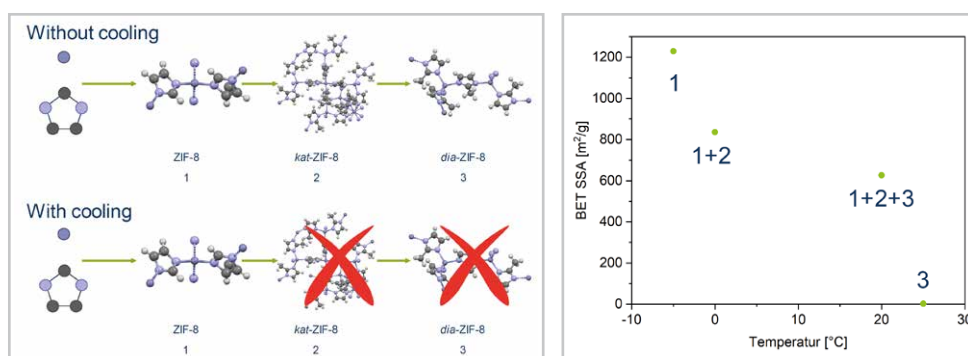 Without cooling
ZIF-8
kat-ZIF-8
dia-ZIF-8
1
2
3
With cooling
ZIF-8
kat-ZIF-8
dia-ZIF-8
1
2
3
BET SSA [m²/g]
1200
1000
800
600
400
200
0
1
1+2
1+2+3
3
-10
0
10
20
30
Temperatur [°C]